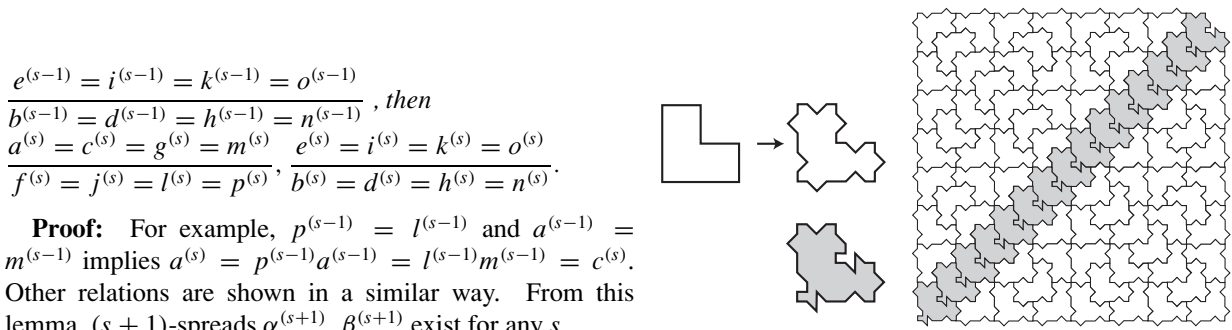 e^{(s−1)} = i^{(s−1)} = k^{(s−1)} = o^{(s−1)}
b^{(s−1)} = d^{(s−1)} = h^{(s−1)} = n^{(s−1)} , then
a^{(s)} = c^{(s)} = g^{(s)} = m^{(s)}   e^{(s)} = i^{(s)} = k^{(s)} = o^{(s)}
f^{(s)} = j^{(s)} = l^{(s)} = p^{(s)} , b^{(s)} = d^{(s)} = h^{(s)} = n^{(s)} .
Proof: For example, p^{(s−1)} = l^{(s−1)} and a^{(s−1)} =
m^{(s−1)} implies a^{(s)} = p^{(s−1)}a^{(s−1)} = l^{(s−1)}m^{(s−1)} = c^{(s)}.
Other relations are shown in a similar way. From this
lemma, (s + 1)-spreads α^{(s+1)}, β^{(s+1)} exist for any s